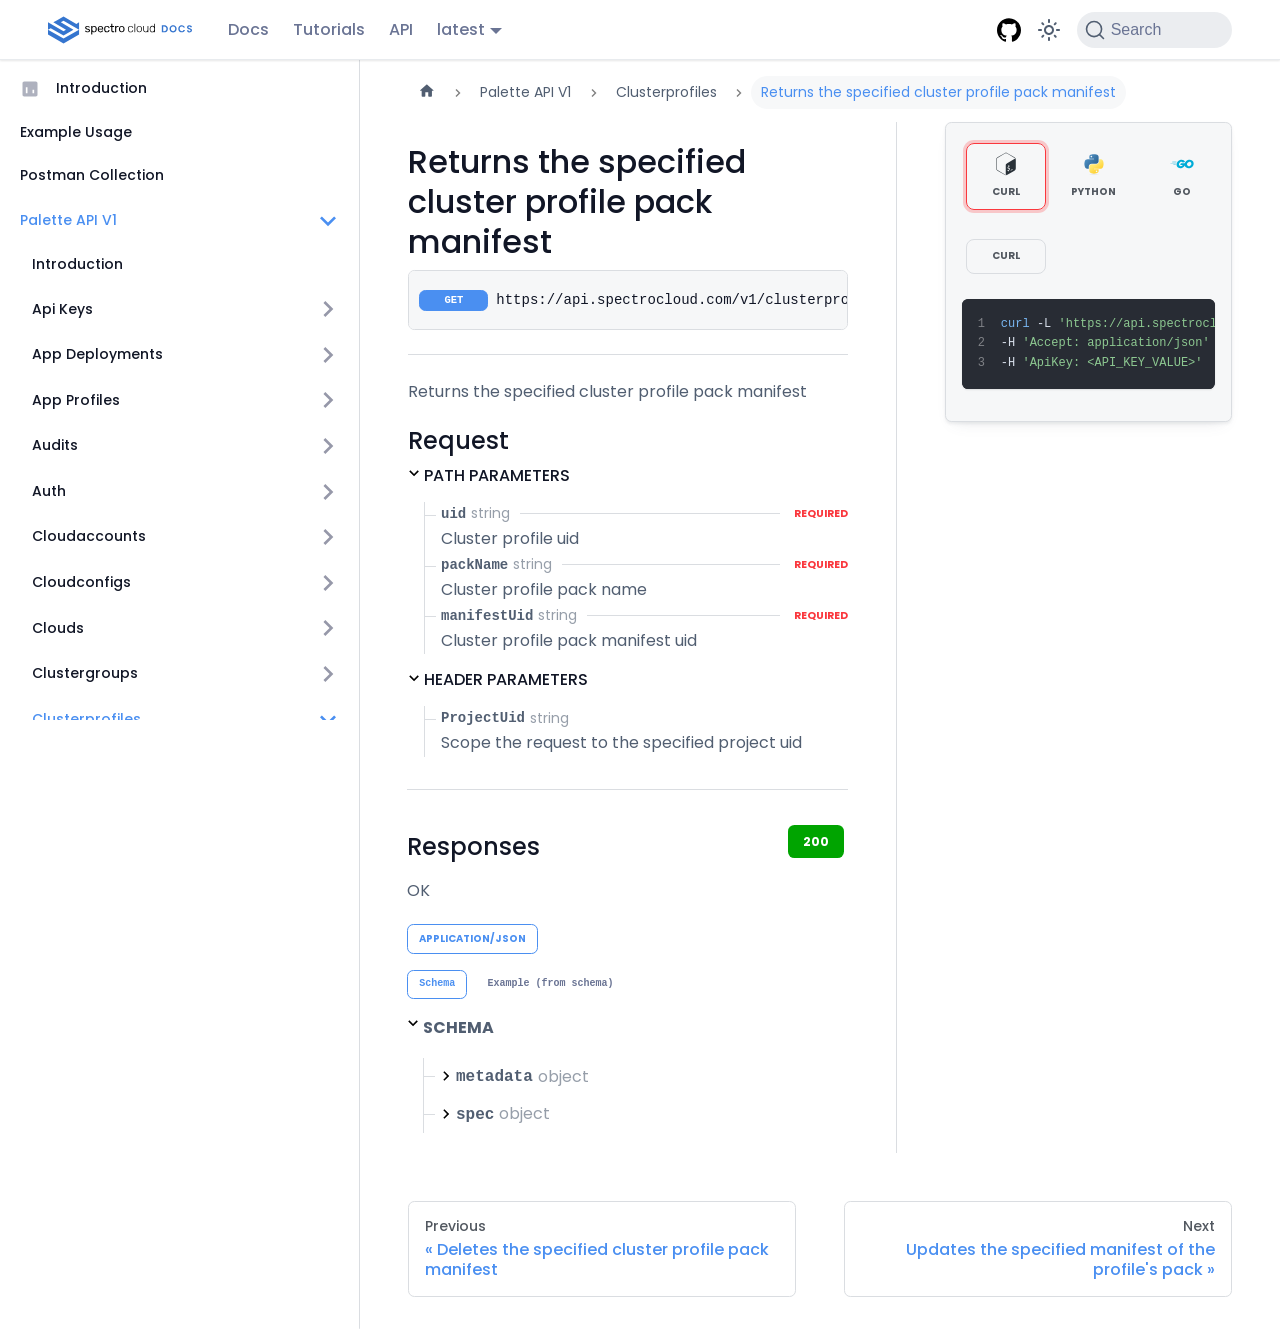 spectro cloud DOCS
Docs
Tutorials
API
latest
Search
Introduction
Example Usage
Postman Collection
Palette API V1
Introduction
Api Keys
App Deployments
App Profiles
Audits
Auth
Cloudaccounts
Cloudconfigs
Clouds
Clustergroups
Clusterprofiles
Palette API V1
Clusterprofiles
Returns the specified cluster profile pack manifest
Returns the specified
cluster profile pack
manifest
GET https://api.spectrocloud.com/v1/clusterpro
Returns the specified cluster profile pack manifest
Request
PATH PARAMETERS
uid string REQUIRED
Cluster profile uid
packName string REQUIRED
Cluster profile pack name
manifestUid string REQUIRED
Cluster profile pack manifest uid
HEADER PARAMETERS
ProjectUid string
Scope the request to the specified project uid
Responses
200
OK
APPLICATION/JSON
Schema Example (from schema)
SCHEMA
metadata object
spec object
CURL PYTHON GO
CURL
1 curl -L 'https://api.spectrocl
2 -H 'Accept: application/json'
3 -H 'ApiKey: <API_KEY_VALUE>'
Previous
« Deletes the specified cluster profile pack
manifest
Next
Updates the specified manifest of the
profile's pack »